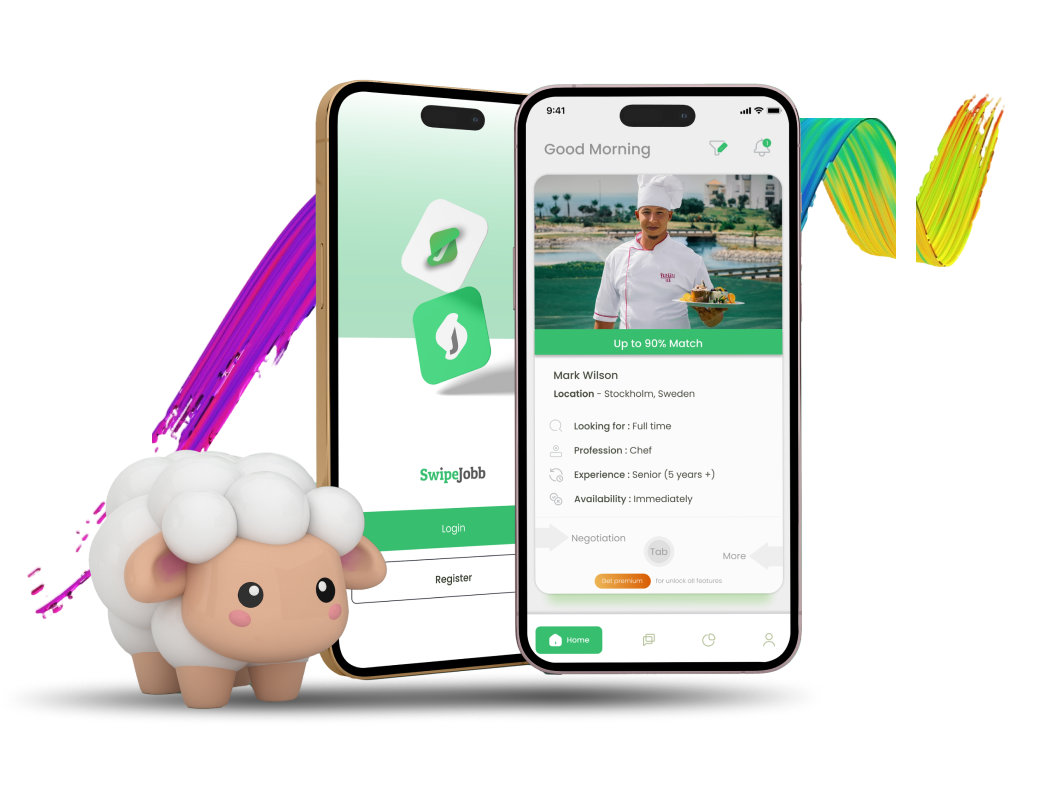 SwipeJobb
Login
Register
9:41
Good Morning
Up to 90% Match
Mark Wilson
Location - Stockholm, Sweden
Looking for : Full time
Profession : Chef
Experience : Senior (5 years +)
Availability : Immediately
Negotiation
Tab
More
Get premium for unlock all features
Home